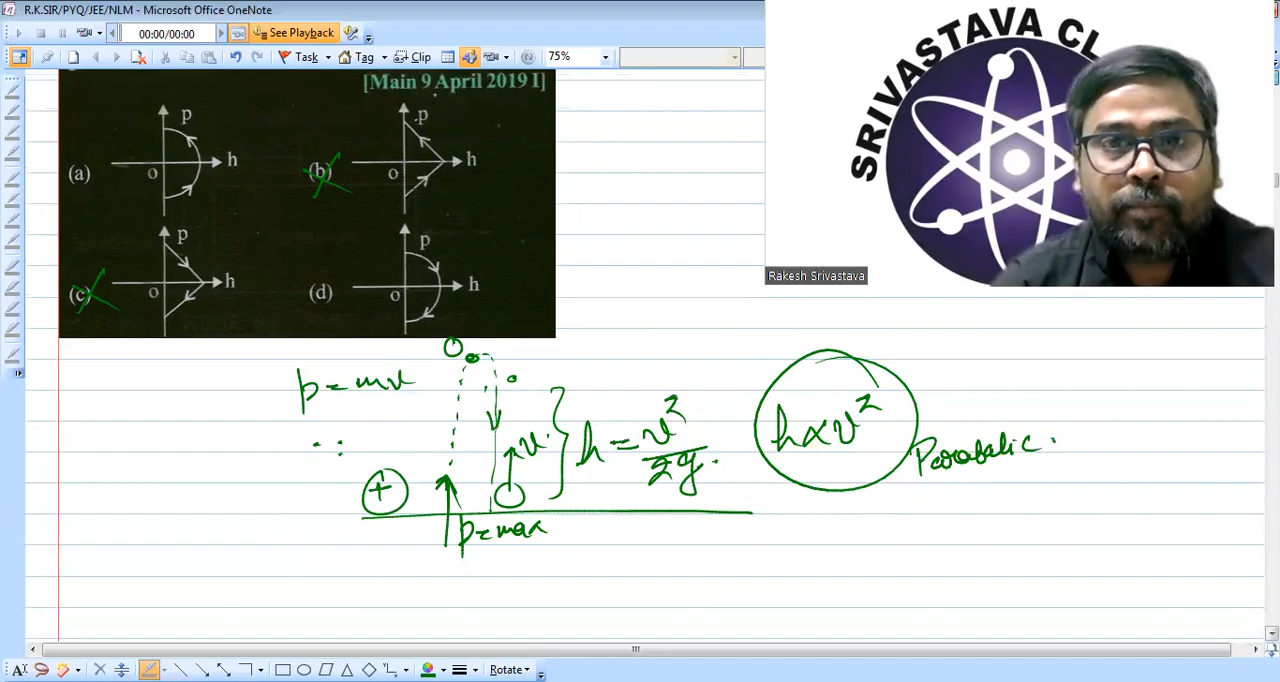 R.K.SIR/PYQ/JEE/NLM - Microsoft Office OneNote
00:00/00:00
See Playback
Task
Tag
Clip
75%
SRIVASTAVA CL
Rakesh Srivastava
[Main 9 April 2019 I]
p
p
(a)
o
h
(b)
o
h
p
p
(c)
o
h
(d)
o
h
p = mv
∴
+
p = max
v
h = v²/2g
h ∝ v²
Parabolic
Rotate